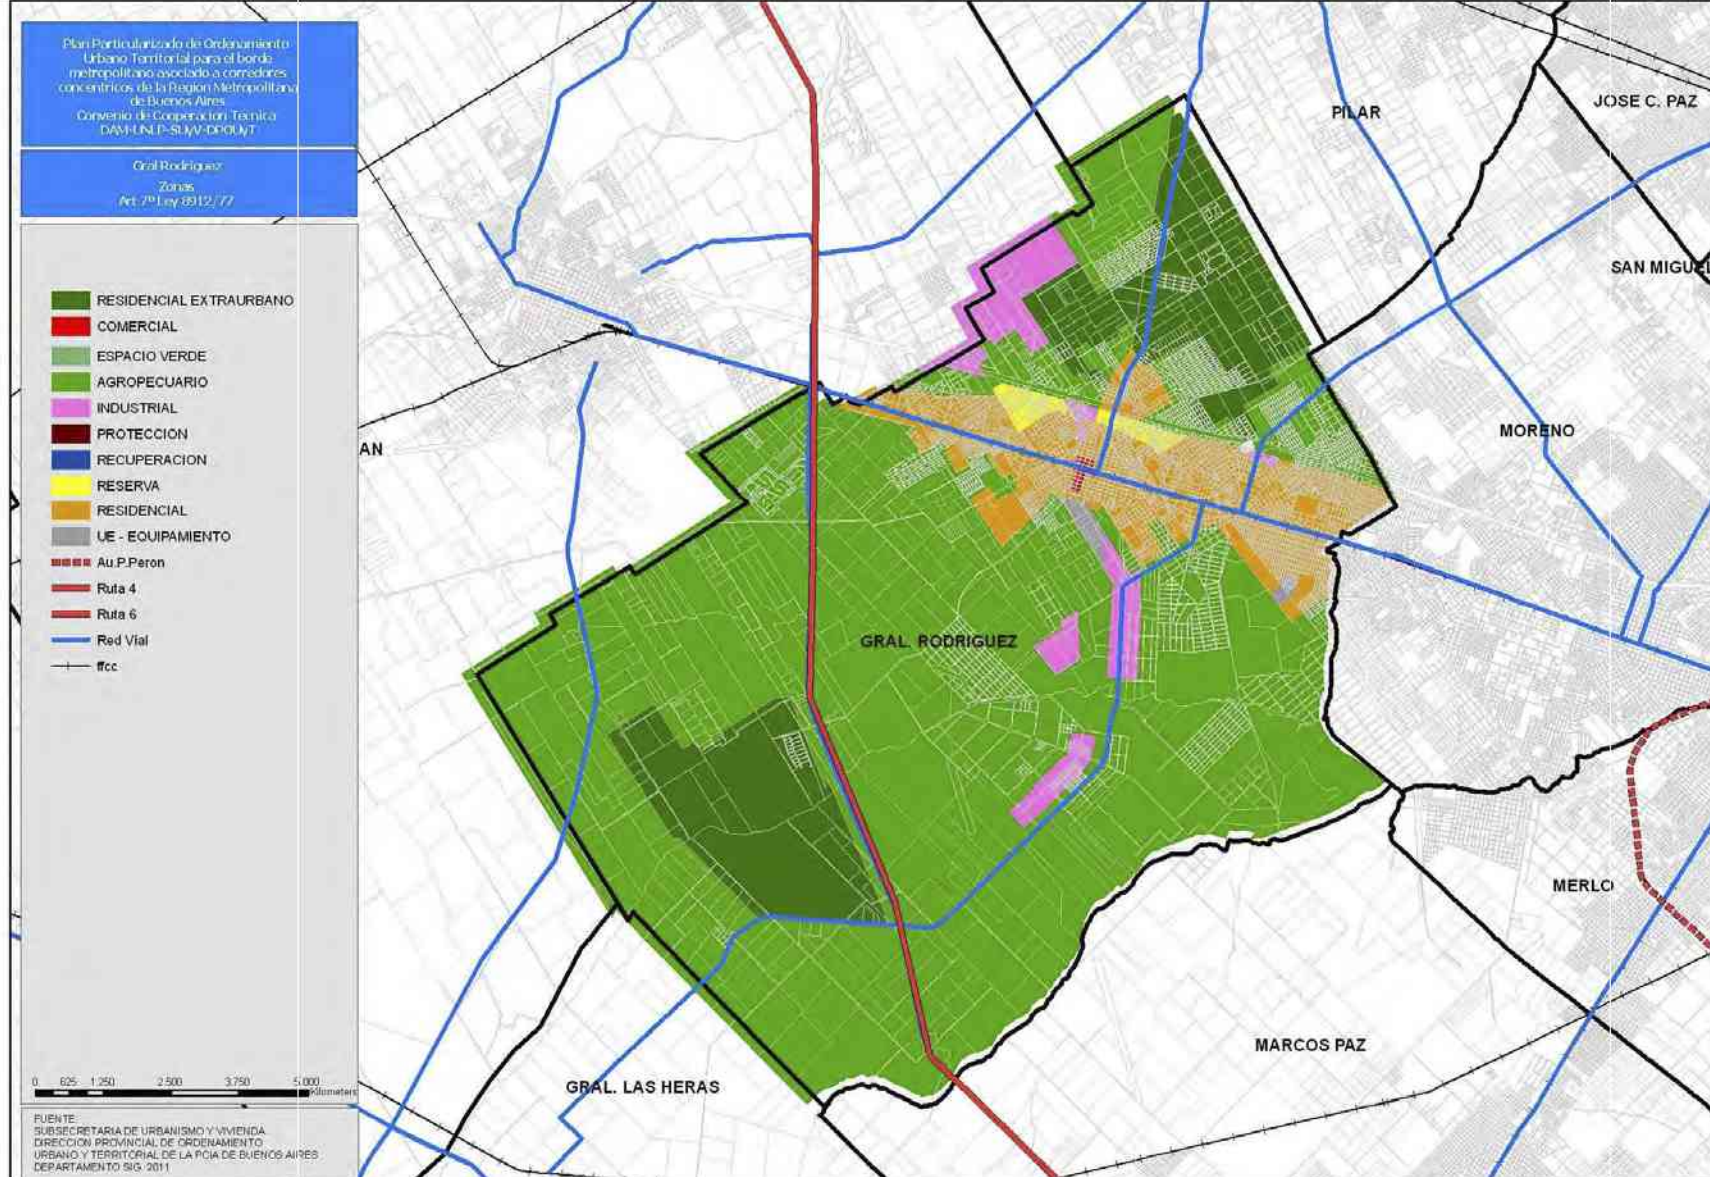 Plan Particularizado de Ordenamiento
Urbano Territorial para el borde
metropolitano asociado a corredores
concentricos de la Region Metropolitana
de Buenos Aires
Convenio de Cooperacion Tecnica
DAM-UNLP-SUyV-DPOUyT
Gral Rodriguez
Zonas
Art 7º Ley 8912/77
RESIDENCIAL EXTRAURBANO
COMERCIAL
ESPACIO VERDE
AGROPECUARIO
INDUSTRIAL
PROTECCION
RECUPERACION
RESERVA
RESIDENCIAL
UE - EQUIPAMIENTO
Au.P.Peron
Ruta 4
Ruta 6
Red Vial
ffcc
0 625 1.250 2.500 3.750 5.000
Kilometers
FUENTE:
SUBSECRETARIA DE URBANISMO Y VIVIENDA
DIRECCION PROVINCIAL DE ORDENAMIENTO
URBANO Y TERRITORIAL DE LA PCIA DE BUENOS AIRES
DEPARTAMENTO SIG 2011
PILAR
JOSE C. PAZ
SAN MIGUEL
MORENO
AN
GRAL. RODRIGUEZ
MERLO
MARCOS PAZ
GRAL. LAS HERAS